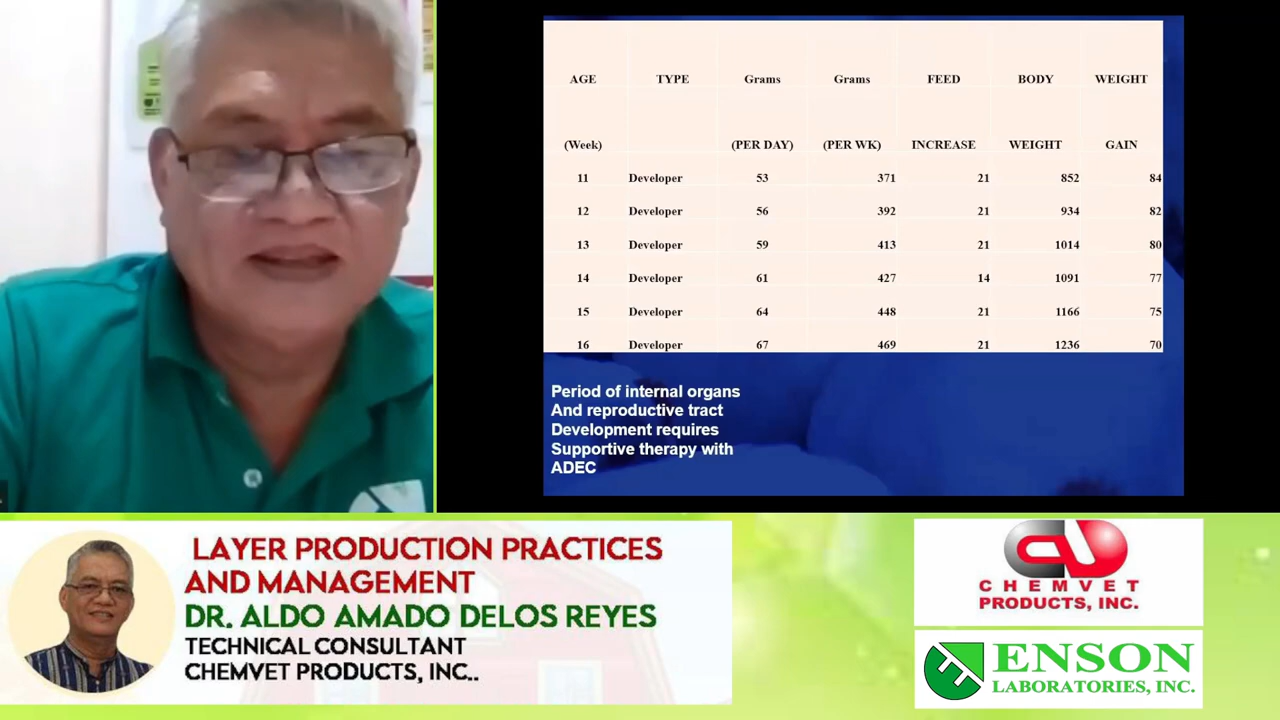 AGE TYPE Grams Grams FEED BODY WEIGHT
(Week) (PER DAY) (PER WK) INCREASE WEIGHT GAIN
11 Developer 53 371 21 852 84
12 Developer 56 392 21 934 82
13 Developer 59 413 21 1014 80
14 Developer 61 427 14 1091 77
15 Developer 64 448 21 1166 75
16 Developer 67 469 21 1236 70
Period of internal organs
And reproductive tract
Development requires
Supportive therapy with
ADEC
LAYER PRODUCTION PRACTICES
AND MANAGEMENT
DR. ALDO AMADO DELOS REYES
TECHNICAL CONSULTANT
CHEMVET PRODUCTS, INC..
CHEMVET
PRODUCTS, INC.
ENSON
LABORATORIES, INC.